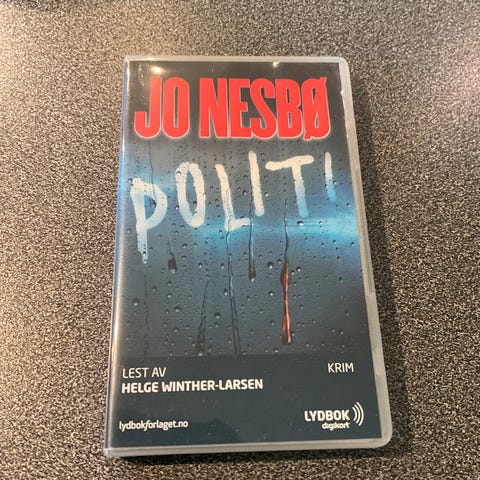 JO NESBØ
POLITI
LEST AV
HELGE WINTHER-LARSEN
KRIM
lydbokforlaget.no
LYDBOK
digikort